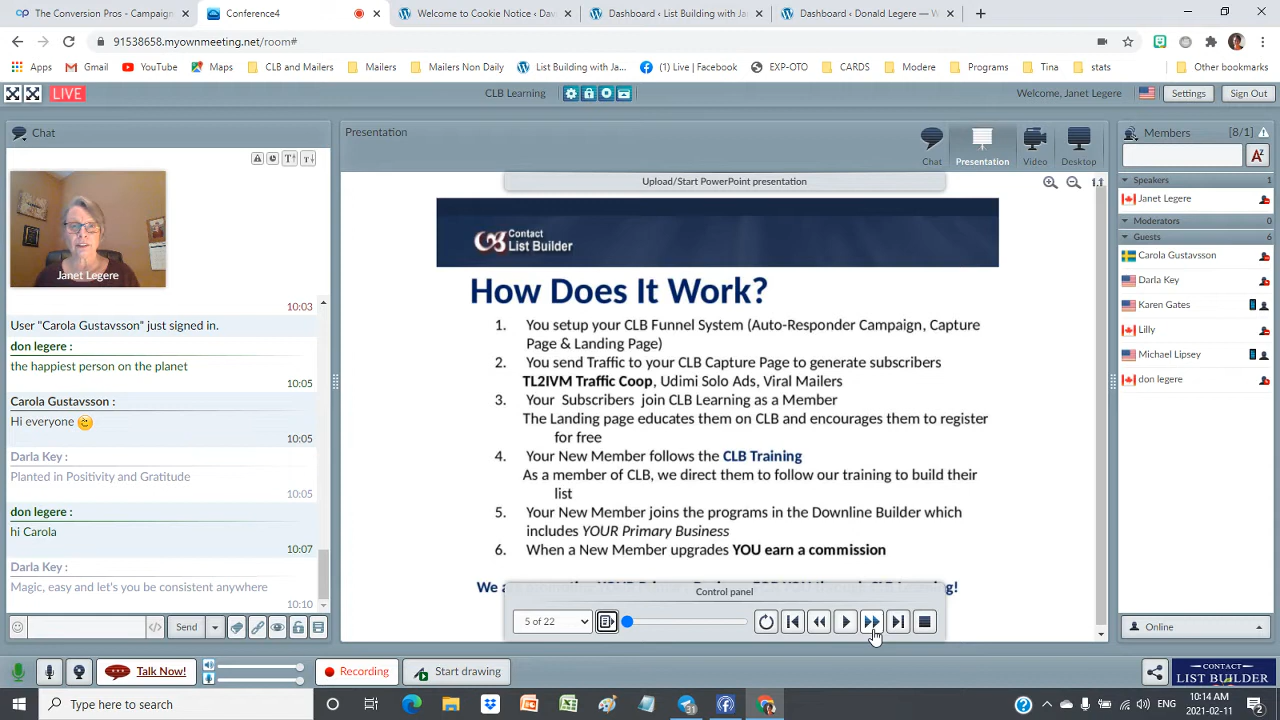 The Conversion Pros - Campaign
Conference4
Welcome to Cookie Notice ‹ Dav
Dashboard ‹ List Building with Jan
Dashboard ‹ Donald Legere — W
91538658.myownmeeting.net/room#
Apps
Gmail
YouTube
Maps
CLB and Mailers
Mailers
Mailers Non Daily
List Building with Ja...
(1) Live | Facebook
EXP-OTO
CARDS
Modere
Programs
Tina
stats
Other bookmarks
LIVE
CLB Learning
Welcome, Janet Legere
Settings
Sign Out
Chat
Janet Legere
10:03
User "Carola Gustavsson" just signed in.
don legere :
the happiest person on the planet
10:05
Carola Gustavsson :
Hi everyone
10:05
Darla Key :
Planted in Positivity and Gratitude
10:05
don legere :
hi Carola
10:07
Darla Key :
Magic, easy and let's you be consistent anywhere
10:10
Send
Presentation
Chat
Presentation
Video
Desktop
Upload/Start PowerPoint presentation
1:1
Contact
List Builder
How Does It Work?
1. You setup your CLB Funnel System (Auto-Responder Campaign, Capture
Page & Landing Page)
2. You send Traffic to your CLB Capture Page to generate subscribers
TL2IVM Traffic Coop, Udimi Solo Ads, Viral Mailers
3. Your Subscribers join CLB Learning as a Member
The Landing page educates them on CLB and encourages them to register
for free
4. Your New Member follows the CLB Training
As a member of CLB, we direct them to follow our training to build their
list
5. Your New Member joins the programs in the Downline Builder which
includes YOUR Primary Business
6. When a New Member upgrades YOU earn a commission
Control panel
5 of 22
Members
[8/1]
Speakers 1
Janet Legere
Moderators 0
Guests 6
Carola Gustavsson
Darla Key
Karen Gates
Lilly
Michael Lipsey
don legere
Online
Talk Now!
Recording
Start drawing
CONTACT
LIST BUILDER
Type here to search
31
ENG
10:14 AM
2021-02-11
2